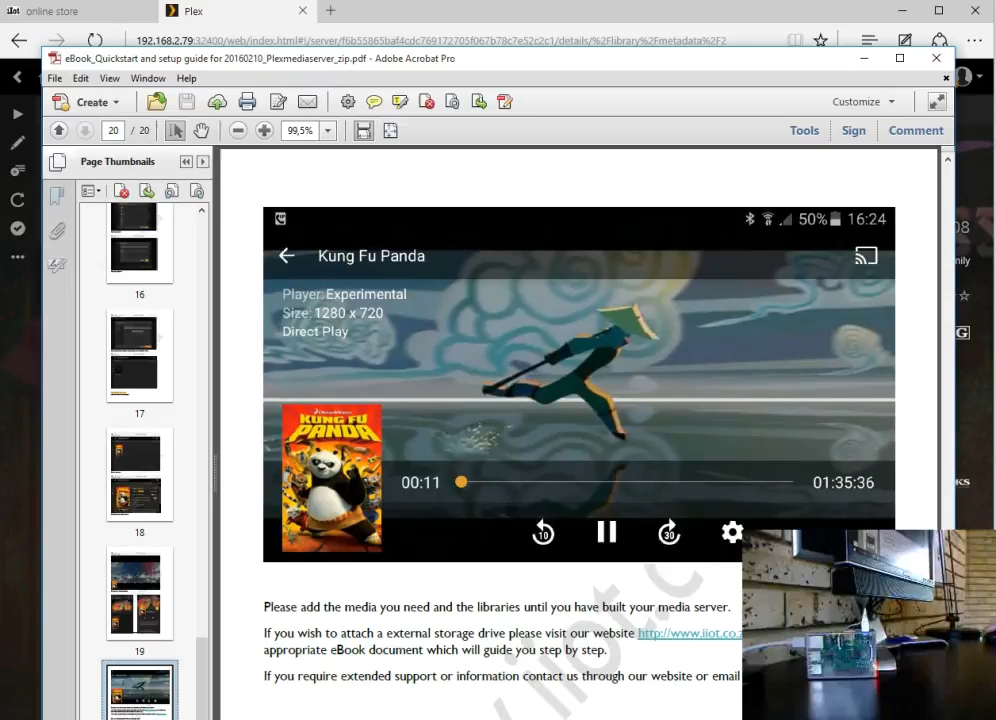 iiot online store
Plex
192.168.2.79:32400/web/index.html#!/server/f6b55865baf4cdc769172705f067b78c7e52c2c1/details/%2Flibrary%2Fmetadata%2F2
eBook_Quickstart and setup guide for 20160210_Plexmediaserver_zip.pdf - Adobe Acrobat Pro
File Edit View Window Help
Create
Customize
20 / 20
99,5%
Tools Sign Comment
Page Thumbnails
16
17
18
19
50% 16:24
Kung Fu Panda
Player: Experimental
Size: 1280 x 720
Direct Play
KUNG FU
PANDA
00:11
01:35:36
10
30
08
nily
G
KS
Please add the media you need and the libraries until you have built your media server.
If you wish to attach a external storage drive please visit our website http://www.iiot.co.z
appropriate eBook document which will guide you step by step.
If you require extended support or information contact us through our website or email
.iiot.c